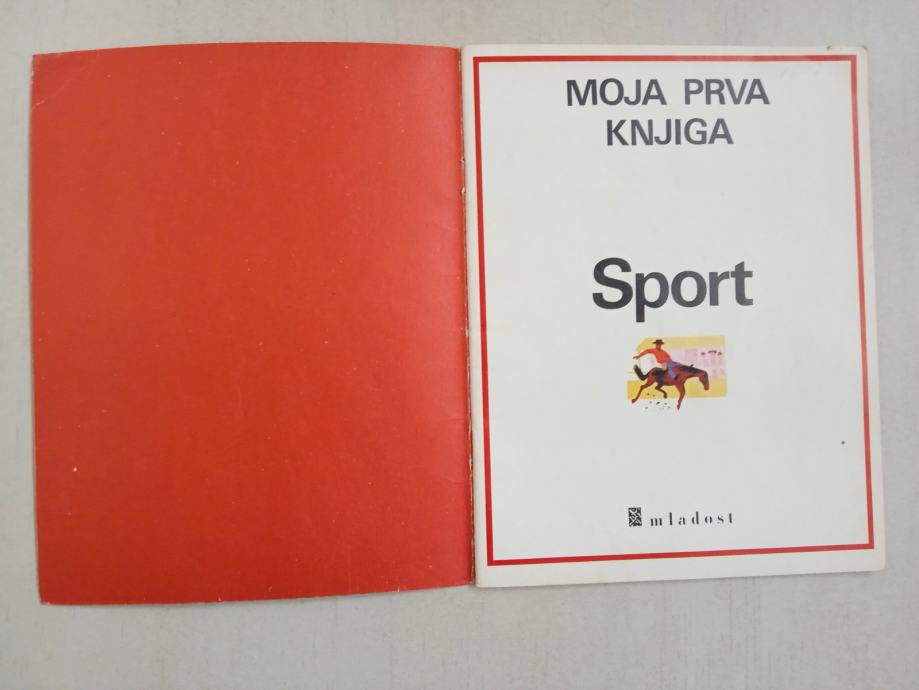 MOJA PRVA
KNJIGA
Sport
mladost